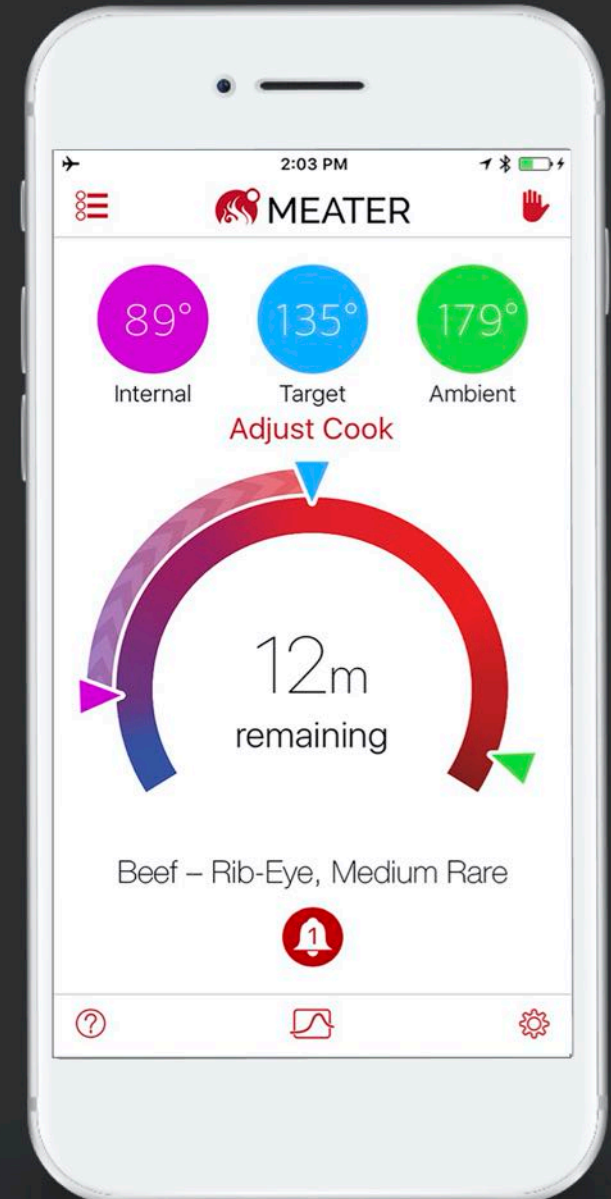 2:03 PM
MEATER
89° 135° 179°
Internal Target Ambient
Adjust Cook
12m
remaining
Beef – Rib-Eye, Medium Rare
1
?